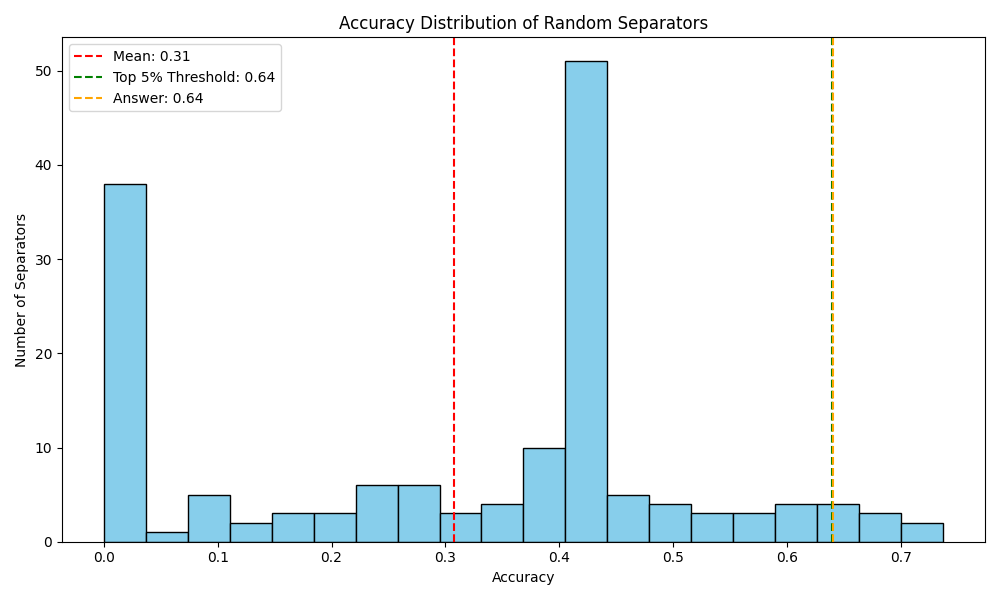 Accuracy Distribution of Random Separators
Mean: 0.31
Top 5% Threshold: 0.64
Answer: 0.64
Number of Separators
50
40
30
20
10
0
0.0 0.1 0.2 0.3 0.4 0.5 0.6 0.7
Accuracy